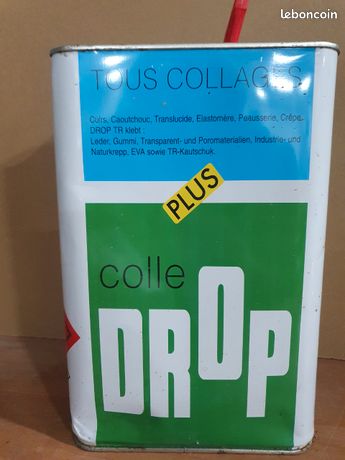 leboncoin
TOUS COLLAGES
Cuirs, Caoutchouc, Translucide, Elastomère, Peausserie, Crêpe.
DROP TR klebt :
Leder, Gummi, Transparent- und Poromaterialien, Industrie- und
Naturkrepp, EVA sowie TR-Kautschuk.
PLUS
colle
DROP